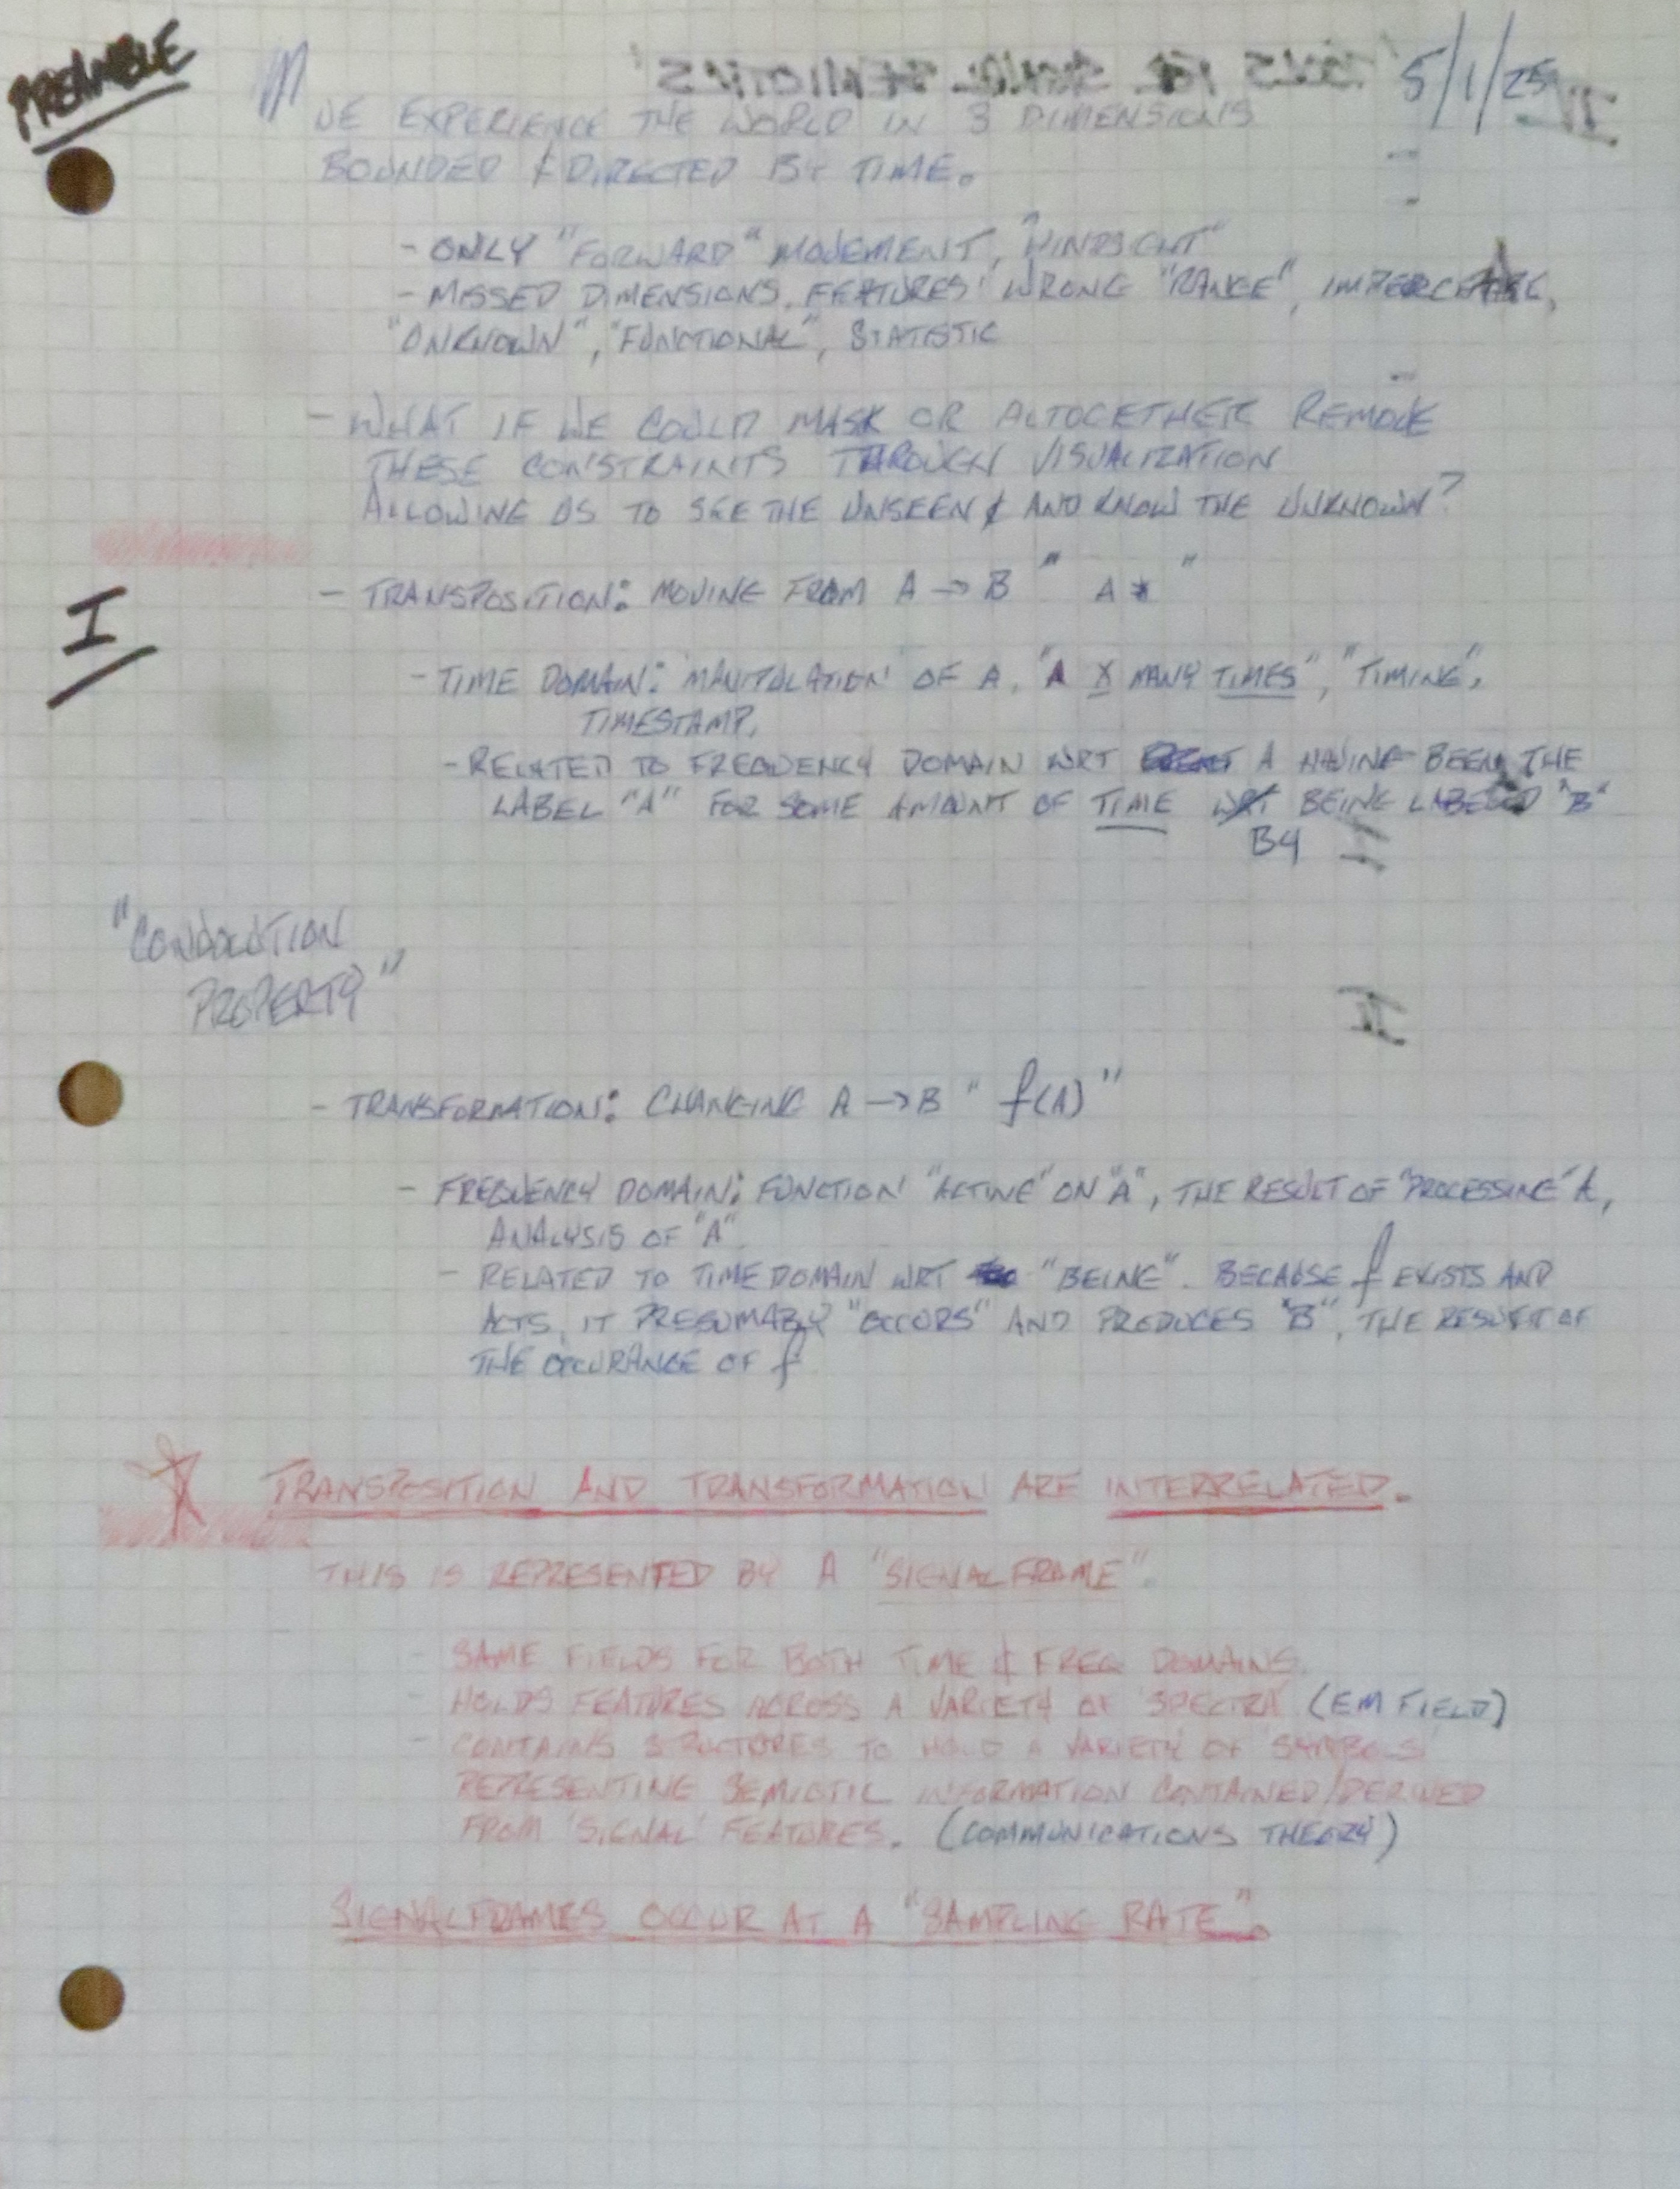 PREAMBLE
5/1/25
WE EXPERIENCE THE WORLD IN 3 DIMENSIONS
BOUNDED & DIRECTED BY TIME.
- ONLY "FORWARD" MOVEMENT, "HINDSIGHT"
- MISSED DIMENSIONS, FEATURES: WRONG "RANGE",
"UNKNOWN", "FUNCTIONAL", STATISTIC
- WHAT IF WE COULD MASK OR ALTOGETHER REMOVE
THESE CONSTRAINTS THROUGH VISUALIZATION
ALLOWING US TO SEE THE UNSEEN & AND KNOW THE UNKNOWN?
I
- TRANSPOSITION: MOVING FROM A → B " A * "
- TIME DOMAIN: 'MANIPULATION' OF A, "A X MANY TIMES", "TIMING",
TIMESTAMP,
- RELATED TO FREQUENCY DOMAIN WRT A HAVING BEEN THE
LABEL "A" FOR SOME AMOUNT OF TIME WRT BEING LABELED "B"
BY
"CONVOLUTION
PROPERTY"
- TRANSFORMATION: CHANGING A → B " f(A) "
- FREQUENCY DOMAIN: FUNCTION "ACTING" ON "A", THE RESULT OF "PROCESSING" A,
ANALYSIS OF "A".
- RELATED TO TIME DOMAIN WRT "BEING". BECAUSE f EXISTS AND
ACTS, IT PRESUMABLY "OCCURS" AND PRODUCES "B", THE RESULT OF
THE OCCURANCE OF f
TRANSPOSITION AND TRANSFORMATION ARE INTERRELATED.
THIS IS REPRESENTED BY A "SIGNALFRAME".
- SAME FIELDS FOR BOTH TIME & FREQ DOMAINS.
- HOLDS FEATURES ACROSS A VARIETY OF 'SPECTRA' (EM FIELD)
- CONTAINS STRUCTURES TO HOLD A VARIETY OF 'SYMBOLS'
REPRESENTING SEMIOTIC INFORMATION CONTAINED/DERIVED
FROM 'SIGNAL' FEATURES. (COMMUNICATIONS THEORY)
SIGNALFRAMES OCCUR AT A "SAMPLING RATE".